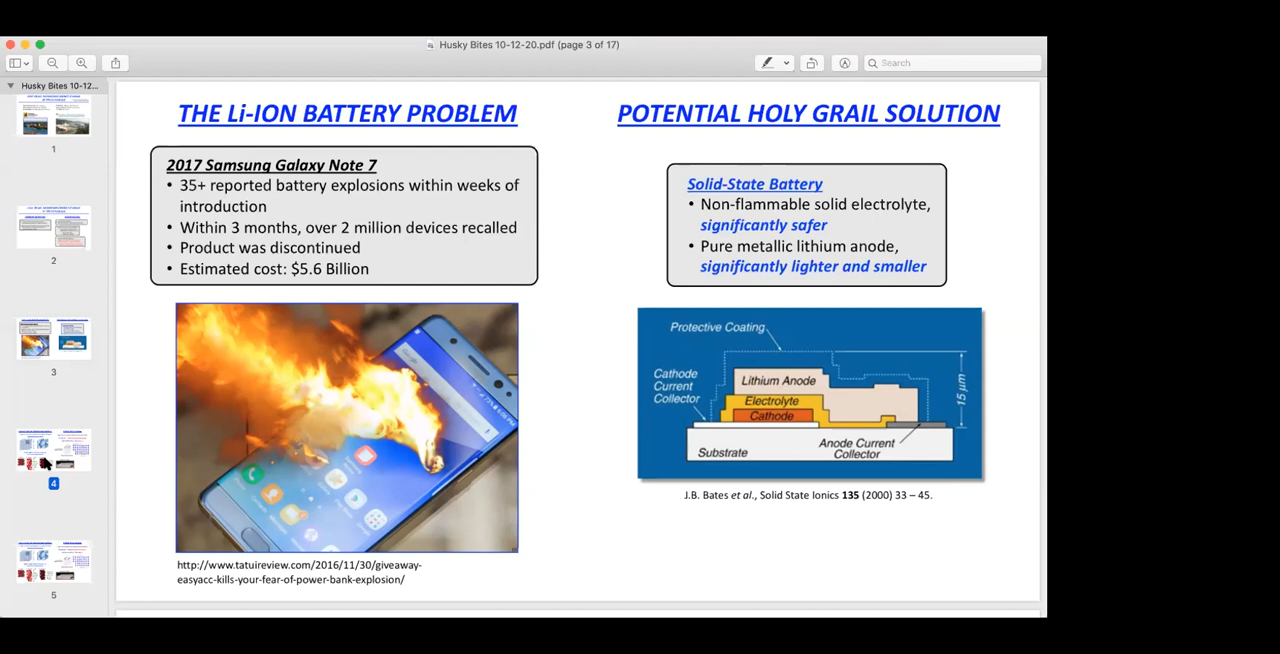 Husky Bites 10-12-20.pdf (page 3 of 17)
Search
Husky Bites 10-12...
1
2
3
4
5
THE Li-ION BATTERY PROBLEM
2017 Samsung Galaxy Note 7
• 35+ reported battery explosions within weeks of
introduction
• Within 3 months, over 2 million devices recalled
• Product was discontinued
• Estimated cost: $5.6 Billion
http://www.tatuireview.com/2016/11/30/giveaway-
easyacc-kills-your-fear-of-power-bank-explosion/
POTENTIAL HOLY GRAIL SOLUTION
Solid-State Battery
• Non-flammable solid electrolyte,
significantly safer
• Pure metallic lithium anode,
significantly lighter and smaller
Protective Coating
Cathode
Current
Collector
Lithium Anode
Electrolyte
Cathode
15 μm
Substrate
Anode Current
Collector
J.B. Bates et al., Solid State Ionics 135 (2000) 33 – 45.